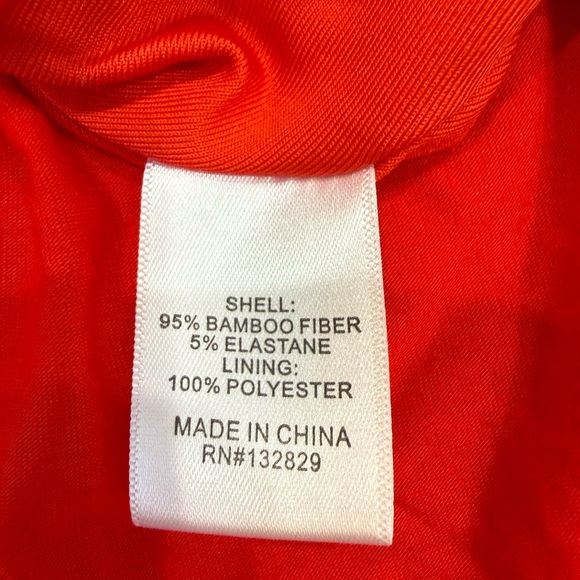 SHELL:
95% BAMBOO FIBER
5% ELASTANE
LINING:
100% POLYESTER
MADE IN CHINA
RN#132829